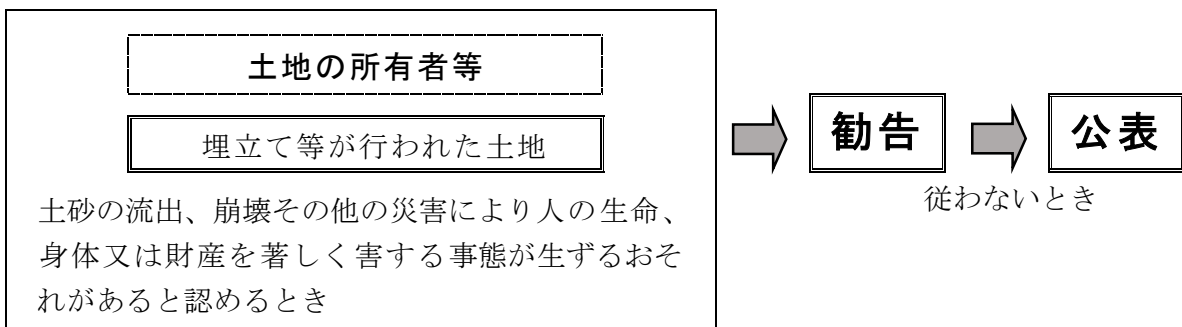 土地の所有者等
埋立て等が行われた土地
土砂の流出、崩壊その他の災害により人の生命、
身体又は財産を著しく害する事態が生ずるおそ
れがあると認めるとき
勧告
公表
従わないとき